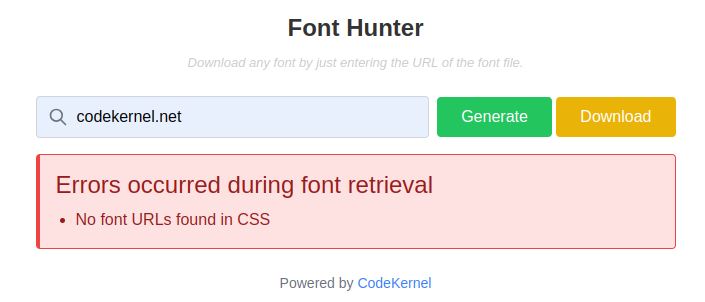 Font Hunter
Download any font by just entering the URL of the font file.
codekernel.net Generate Download
Errors occurred during font retrieval
• No font URLs found in CSS
Powered by CodeKernel